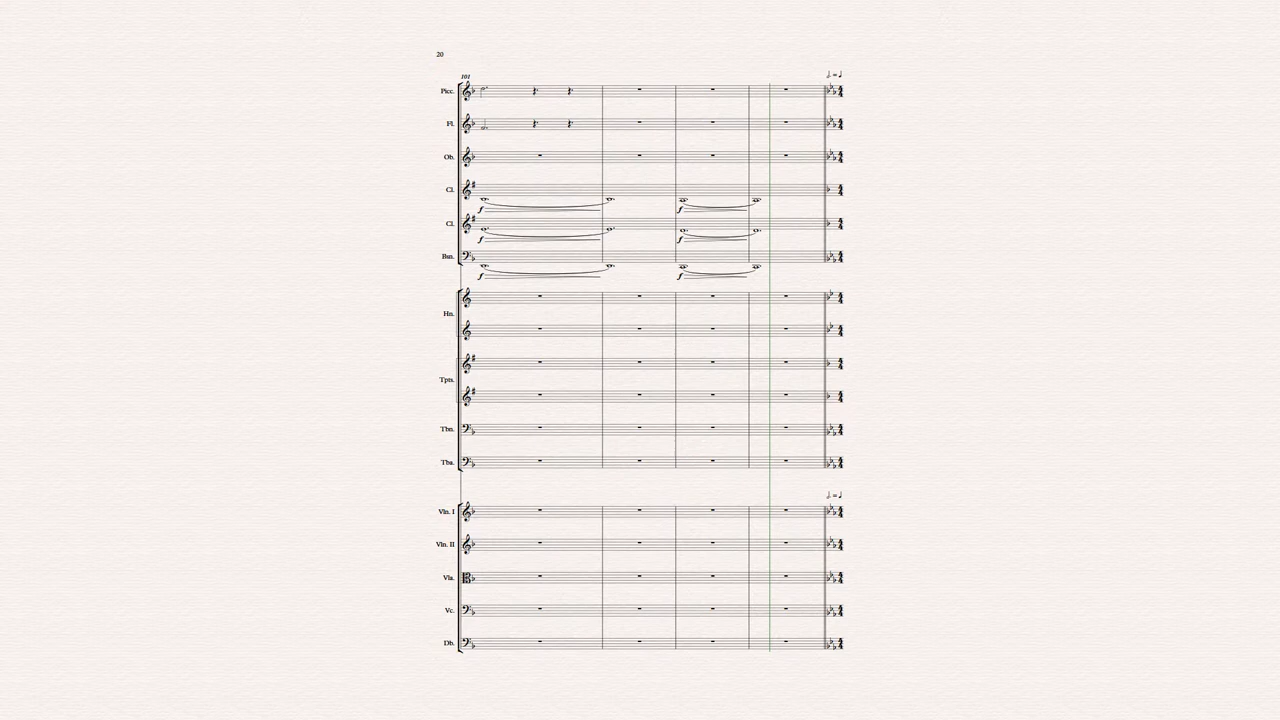 20
101
Picc.
Fl.
Ob.
Cl.
f f
Cl.
f f
Bsn.
f f
Hn.
Tpts.
Tbn.
Tba.
Vln. I
Vln. II
Vla.
Vc.
Db.